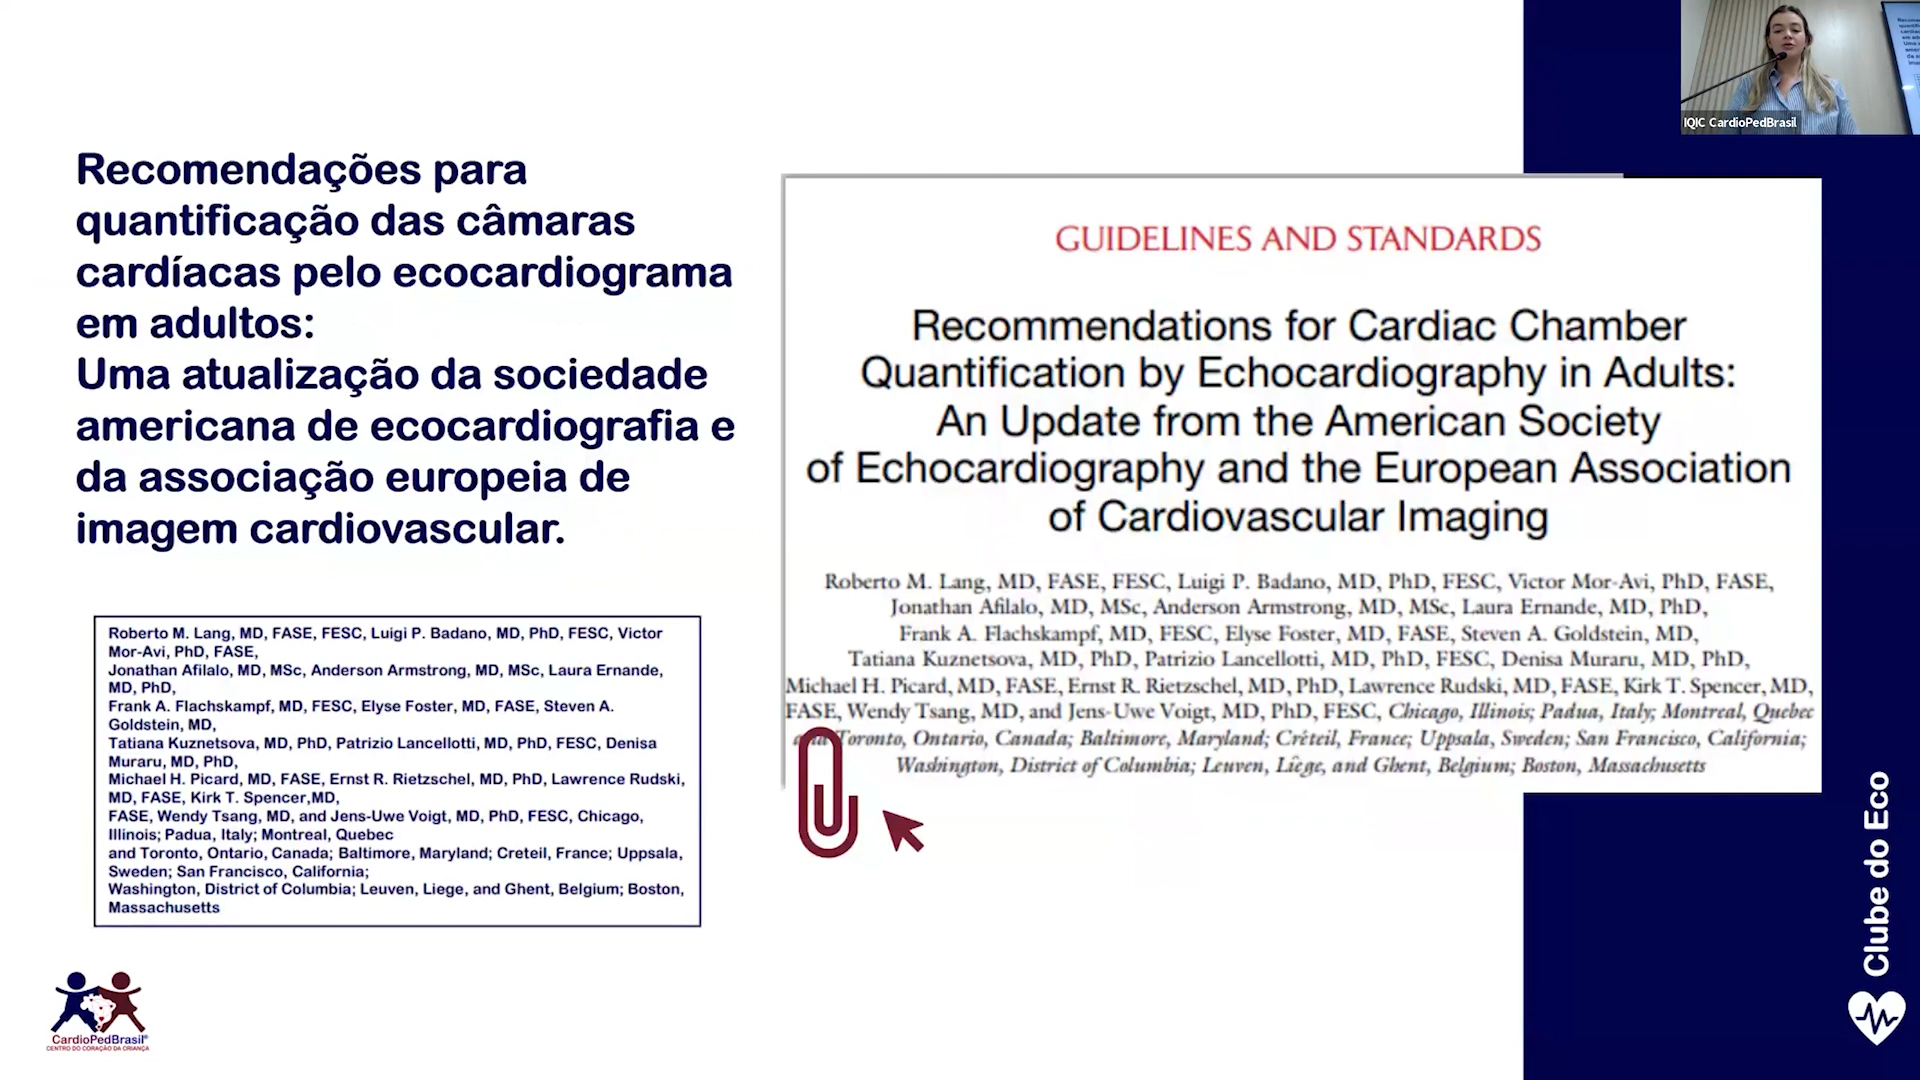 Recomendações para
quantificação das câmaras
cardíacas pelo ecocardiograma
em adultos:
Uma atualização da sociedade
americana de ecocardiografia e
da associação europeia de
imagem cardiovascular.
Roberto M. Lang, MD, FASE, FESC, Luigi P. Badano, MD, PhD, FESC, Victor
Mor-Avi, PhD, FASE,
Jonathan Afilalo, MD, MSc, Anderson Armstrong, MD, MSc, Laura Ernande,
MD, PhD,
Frank A. Flachskampf, MD, FESC, Elyse Foster, MD, FASE, Steven A.
Goldstein, MD,
Tatiana Kuznetsova, MD, PhD, Patrizio Lancellotti, MD, PhD, FESC, Denisa
Muraru, MD, PhD,
Michael H. Picard, MD, FASE, Ernst R. Rietzschel, MD, PhD, Lawrence Rudski,
MD, FASE, Kirk T. Spencer,MD,
FASE, Wendy Tsang, MD, and Jens-Uwe Voigt, MD, PhD, FESC, Chicago,
Illinois; Padua, Italy; Montreal, Quebec
and Toronto, Ontario, Canada; Baltimore, Maryland; Creteil, France; Uppsala,
Sweden; San Francisco, California;
Washington, District of Columbia; Leuven, Liege, and Ghent, Belgium; Boston,
Massachusetts
CardioPedBrasil®
CENTRO DO CORAÇÃO DA CRIANÇA
GUIDELINES AND STANDARDS
Recommendations for Cardiac Chamber
Quantification by Echocardiography in Adults:
An Update from the American Society
of Echocardiography and the European Association
of Cardiovascular Imaging
Roberto M. Lang, MD, FASE, FESC, Luigi P. Badano, MD, PhD, FESC, Victor Mor-Avi, PhD, FASE,
Jonathan Afilalo, MD, MSc, Anderson Armstrong, MD, MSc, Laura Ernande, MD, PhD,
Frank A. Flachskampf, MD, FESC, Elyse Foster, MD, FASE, Steven A. Goldstein, MD,
Tatiana Kuznetsova, MD, PhD, Patrizio Lancellotti, MD, PhD, FESC, Denisa Muraru, MD, PhD,
Michael H. Picard, MD, FASE, Ernst R. Rietzschel, MD, PhD, Lawrence Rudski, MD, FASE, Kirk T. Spencer, MD,
FASE, Wendy Tsang, MD, and Jens-Uwe Voigt, MD, PhD, FESC, Chicago, Illinois; Padua, Italy; Montreal, Quebec
and Toronto, Ontario, Canada; Baltimore, Maryland; Créteil, France; Uppsala, Sweden; San Francisco, California;
Washington, District of Columbia; Leuven, Liège, and Ghent, Belgium; Boston, Massachusetts
IQIC CardioPedBrasil
Clube do Eco